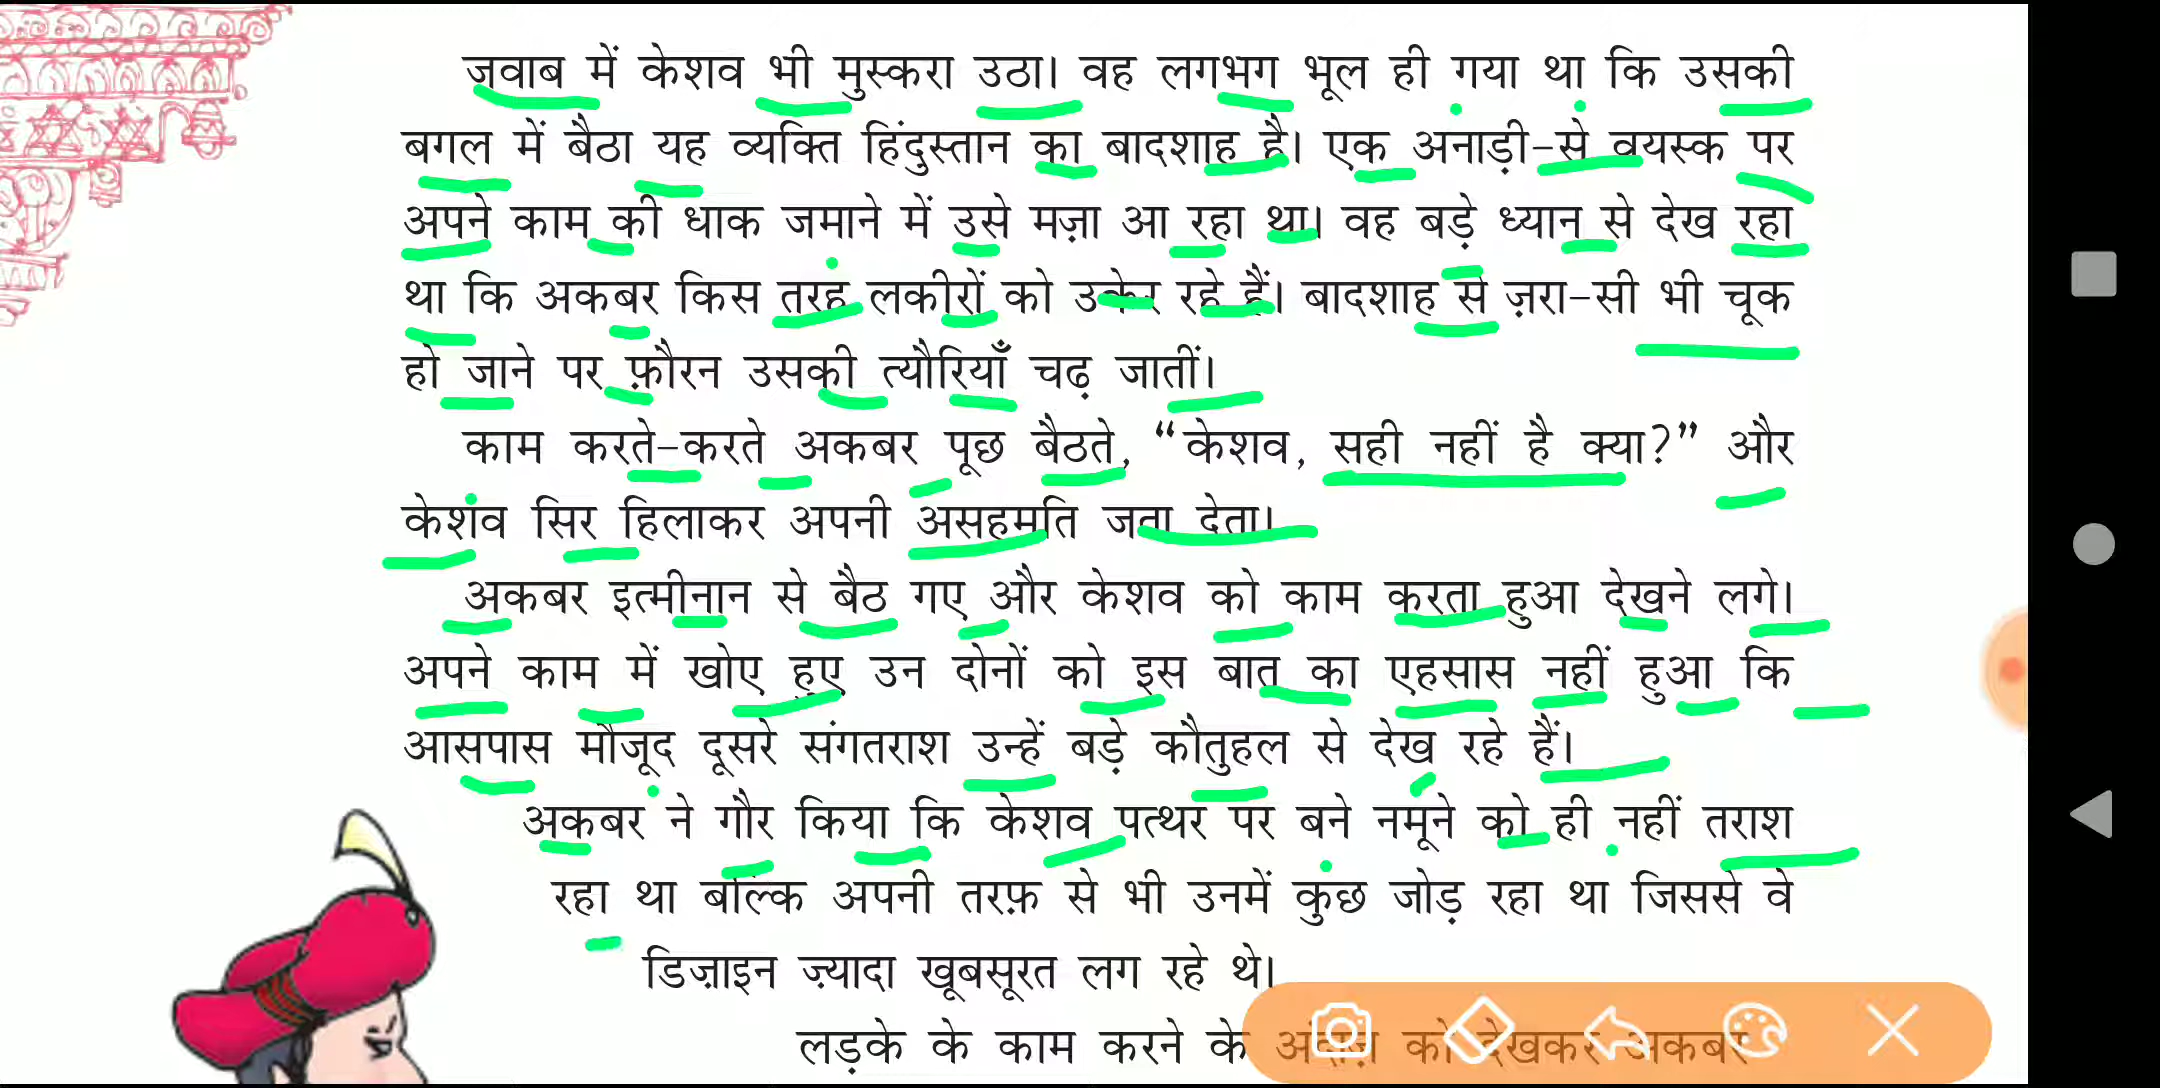 जवाब में केशव भी मुस्करा उठा। वह लगभग भूल ही गया था कि उसकी
बगल में बैठा यह व्यक्ति हिंदुस्तान का बादशाह है। एक अनाड़ी-से वयस्क पर
अपने काम की धाक जमाने में उसे मज़ा आ रहा था। वह बड़े ध्यान से देख रहा
था कि अकबर किस तरह लकीरों को उकेर रहे हैं। बादशाह से ज़रा-सी भी चूक
हो जाने पर फ़ौरन उसकी त्यौरियाँ चढ़ जातीं।
काम करते-करते अकबर पूछ बैठते, “केशव, सही नहीं है क्या?” और
केशव सिर हिलाकर अपनी असहमति जता देता।
अकबर इत्मीनान से बैठ गए और केशव को काम करता हुआ देखने लगे।
अपने काम में खोए हुए उन दोनों को इस बात का एहसास नहीं हुआ कि
आसपास मौजूद दूसरे संगतराश उन्हें बड़े कौतुहल से देख रहे हैं।
अकबर ने गौर किया कि केशव पत्थर पर बने नमूने को ही नहीं तराश
रहा था बल्कि अपनी तरफ़ से भी उनमें कुछ जोड़ रहा था जिससे वे
डिज़ाइन ज़्यादा खूबसूरत लग रहे थे।
लड़के के काम करने के अंदाज़ को देखकर अकबर